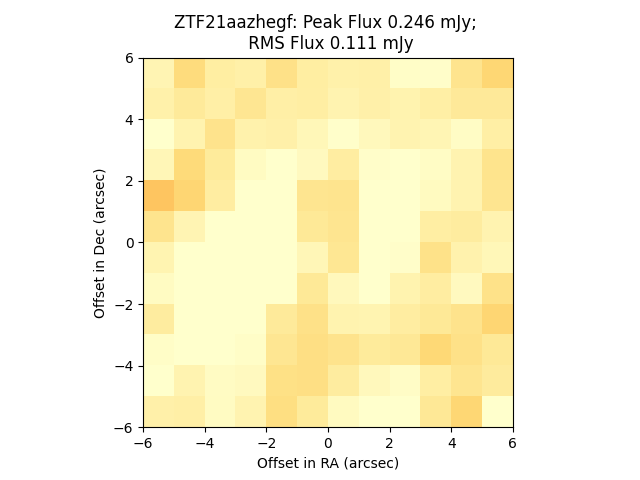 ZTF21aazhegf: Peak Flux 0.246 mJy;
RMS Flux 0.111 mJy
6
4
2
0
−2
−4
−6
Offset in Dec (arcsec)
−6 −4 −2 0 2 4 6
Offset in RA (arcsec)